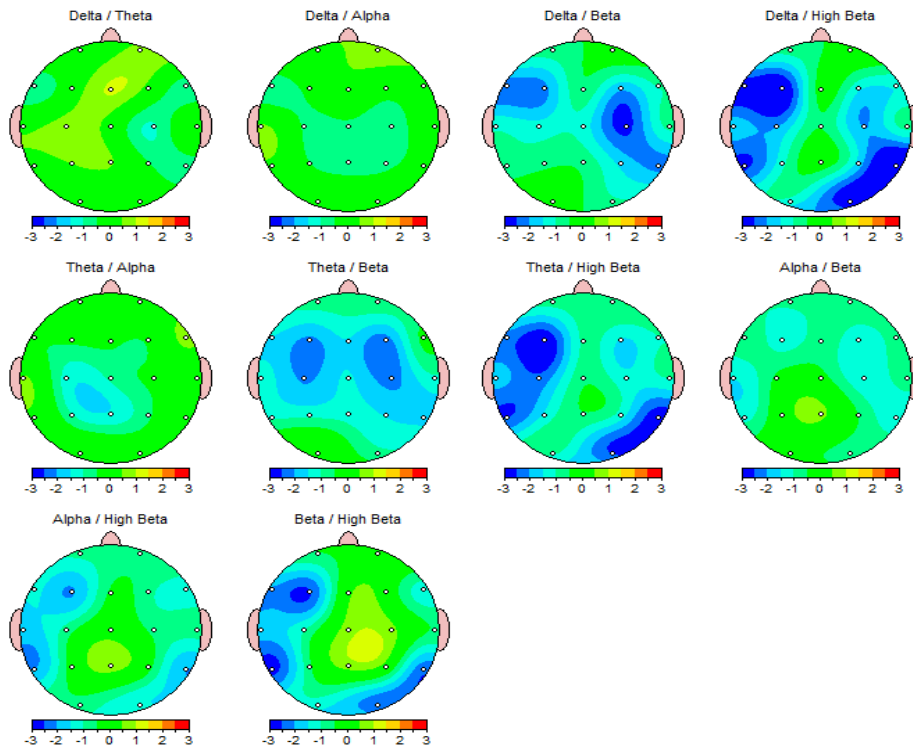 Delta / Theta Delta / Alpha Delta / Beta Delta / High Beta
-3 -2 -1 0 1 2 3 -3 -2 -1 0 1 2 3 -3 -2 -1 0 1 2 3 -3 -2 -1 0 1 2 3
Theta / Alpha Theta / Beta Theta / High Beta Alpha / Beta
-3 -2 -1 0 1 2 3 -3 -2 -1 0 1 2 3 -3 -2 -1 0 1 2 3 -3 -2 -1 0 1 2 3
Alpha / High Beta Beta / High Beta
-3 -2 -1 0 1 2 3 -3 -2 -1 0 1 2 3